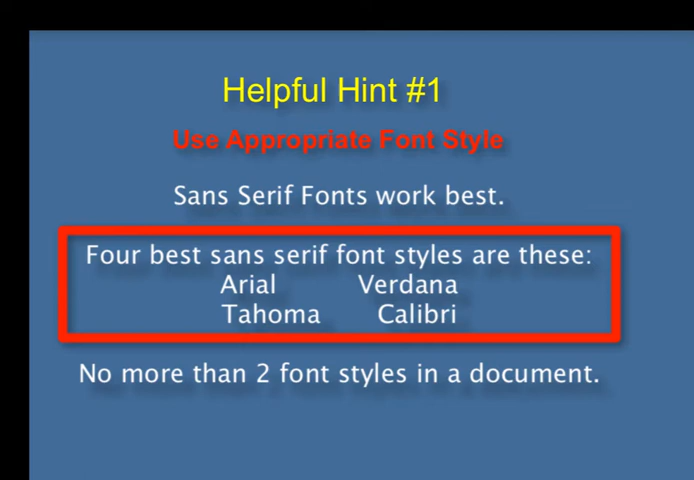 Helpful Hint #1
Use Appropriate Font Style
Sans Serif Fonts work best.
Four best sans serif font styles are these:
Arial Verdana
Tahoma Calibri
No more than 2 font styles in a document.